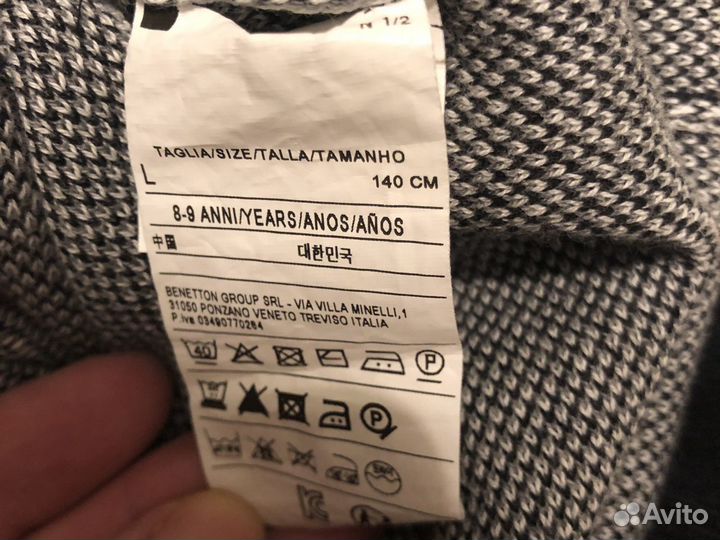 N 1/2
TAGLIA/SIZE/TALLA/TAMANHO
L 140 CM
8-9 ANNI/YEARS/ANOS/AÑOS
中国 대한민국
BENETTON GROUP SRL - VIA VILLA MINELLI,1
31050 PONZANO VENETO TREVISO ITALIA
P.iva 03490770264
40
P
P
Avito